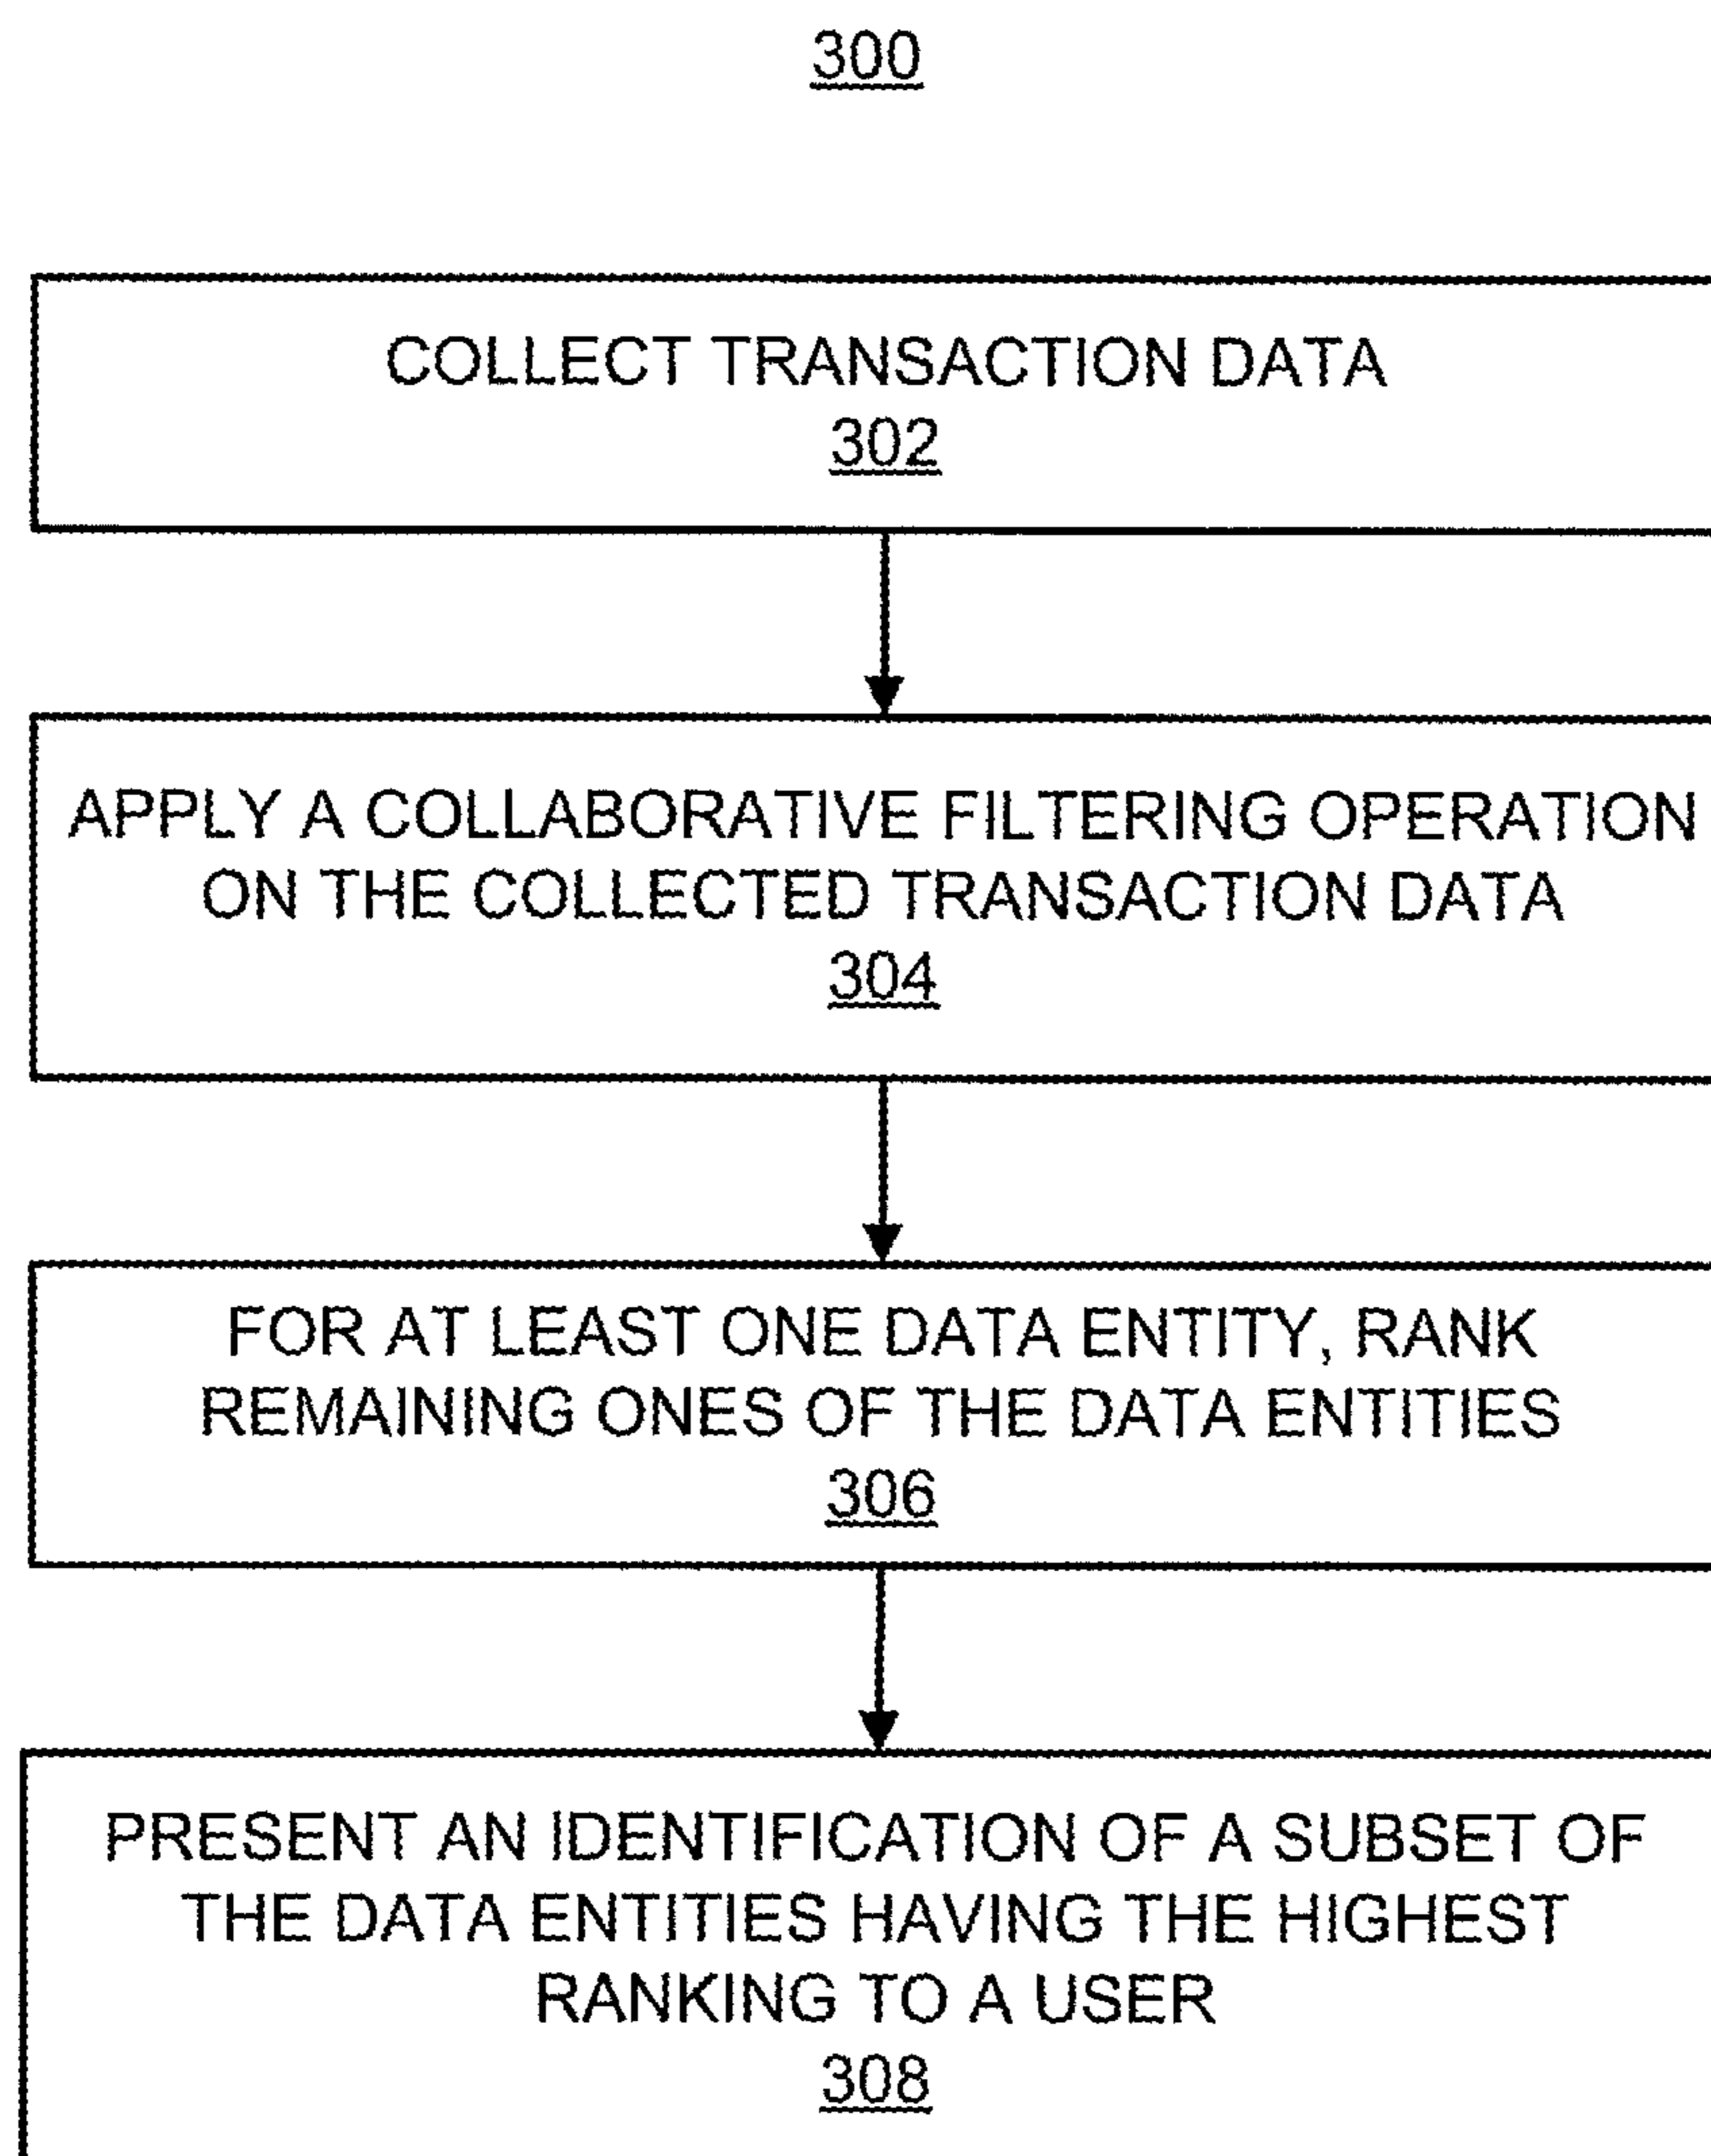 300
COLLECT TRANSACTION DATA
302
APPLY A COLLABORATIVE FILTERING OPERATION
ON THE COLLECTED TRANSACTION DATA
304
FOR AT LEAST ONE DATA ENTITY, RANK
REMAINING ONES OF THE DATA ENTITIES
306
PRESENT AN IDENTIFICATION OF A SUBSET OF
THE DATA ENTITIES HAVING THE HIGHEST
RANKING TO A USER
308